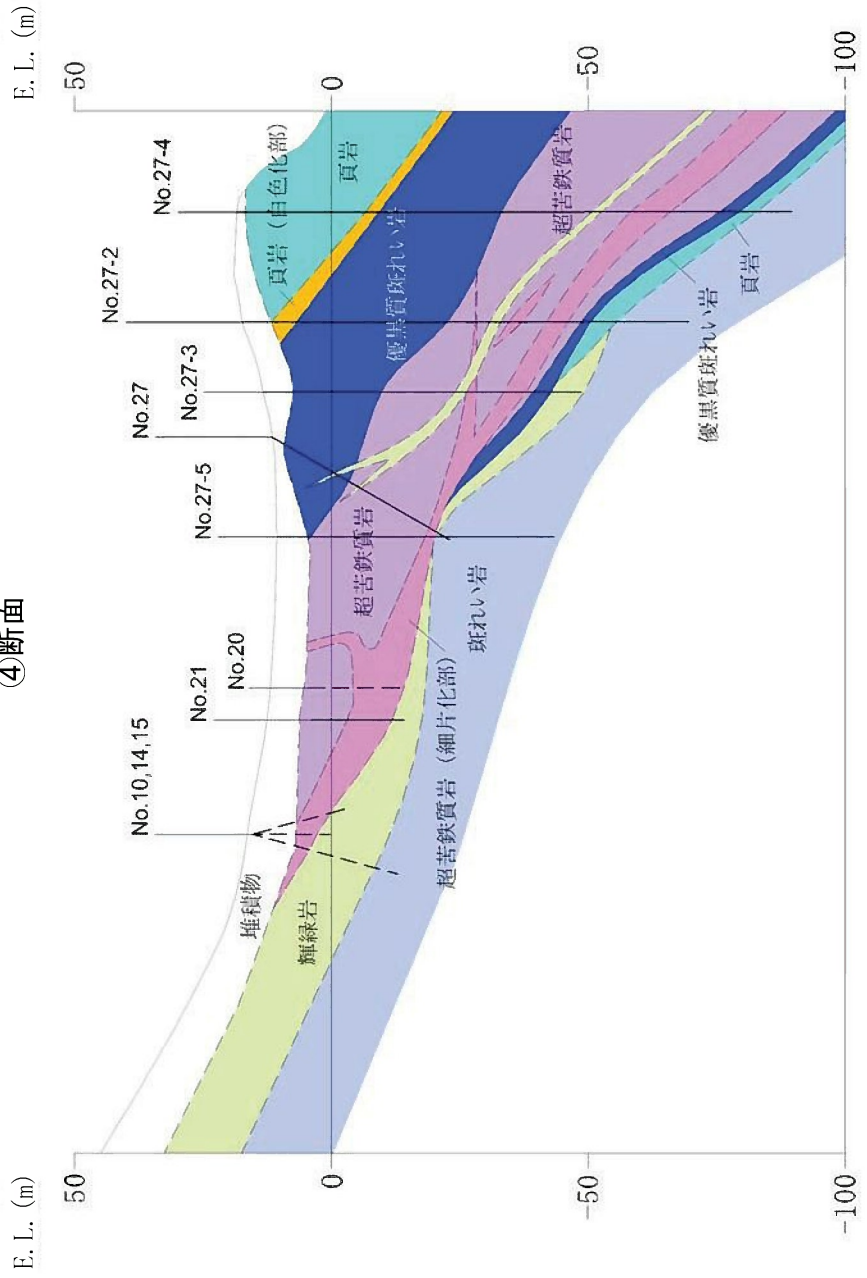 ④断面
E.L.(m)
E.L.(m)
50
0
-50
-100
50
0
-50
-100
No.10,14,15
No.21
No.20
No.27-5
No.27
No.27-3
No.27-2
No.27-4
堆積物
輝緑岩
超苦鉄質岩
超苦鉄質岩(細片化部)
斑れい岩
優黒質斑れい岩
頁岩(白色化部)
頁岩
超苦鉄質岩
優黒質斑れい岩
頁岩